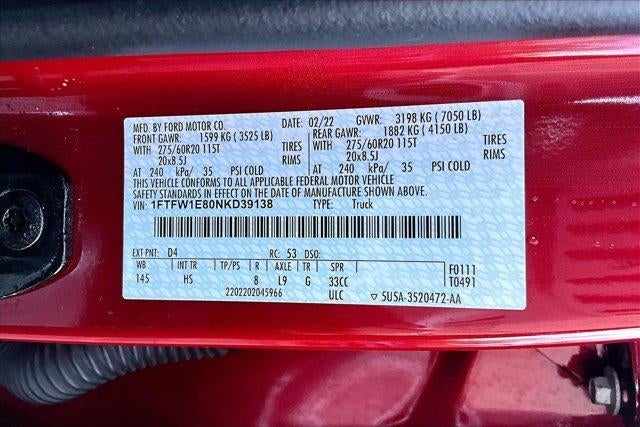 MFD. BY FORD MOTOR CO. DATE: 02/22 GVWR: 3198 KG ( 7050 LB)
FRONT GAWR: 1599 KG ( 3525 LB) REAR GAWR: 1882 KG ( 4150 LB)
WITH 275/60R20 115T TIRES WITH 275/60R20 115T TIRES
20x8.5J RIMS 20x8.5J RIMS
AT 240 kPa/ 35 PSI COLD AT 240 kPa/ 35 PSI COLD
THIS VEHICLE CONFORMS TO ALL APPLICABLE FEDERAL MOTOR VEHICLE
SAFETY STANDARDS IN EFFECT ON THE DATE OF MANUFACTURE SHOWN ABOVE.
VIN: 1FTFW1E80NKD39138 TYPE: Truck
EXT PNT: D4 RC: 53 DSO:
WB INT TR TP/PS R AXLE TR SPR F0111
145 HS 8 L9 G 33CC T0491
2202202045966 ULC ▽ 5U5A-3520472-AA